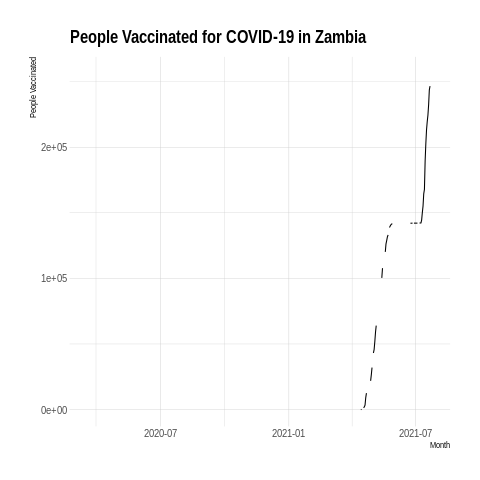 People Vaccinated for COVID-19 in Zambia
People Vaccinated
2e+05
1e+05
0e+00
2020-07 2021-01 2021-07
Month